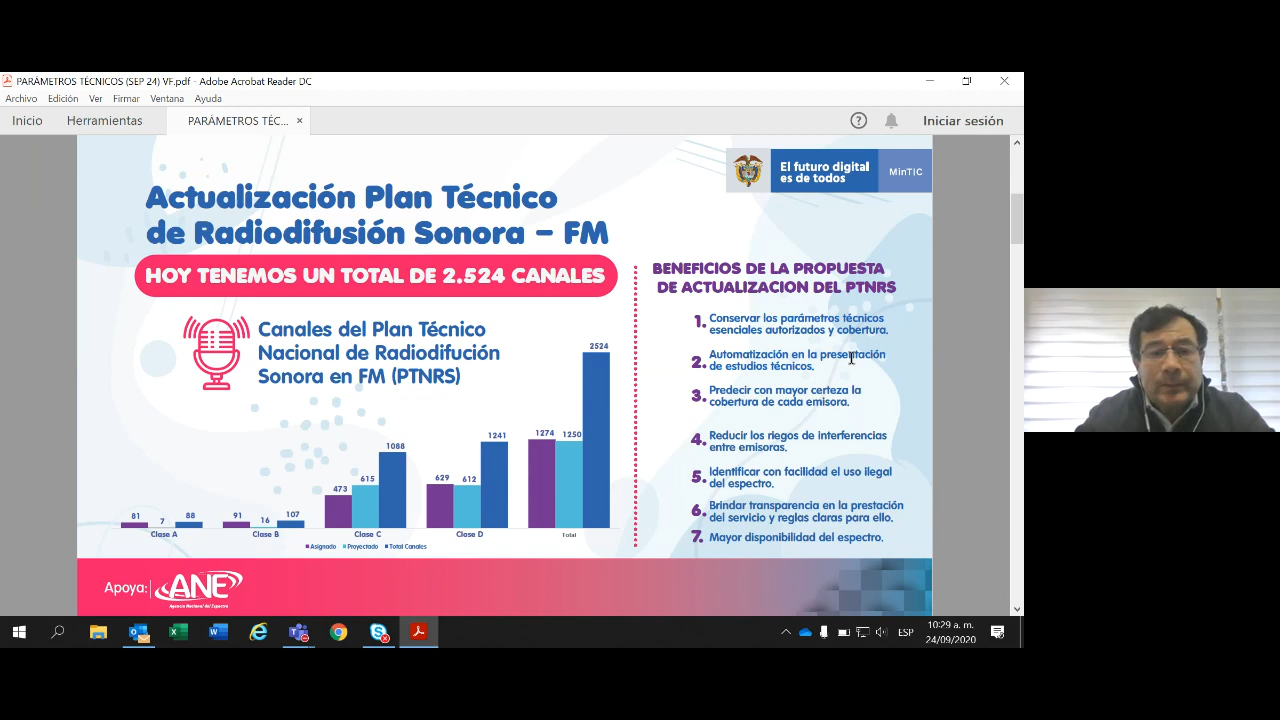 PARÁMETROS TÉCNICOS (SEP 24) VF.pdf - Adobe Acrobat Reader DC
Archivo Edición Ver Firmar Ventana Ayuda
Inicio Herramientas PARÁMETROS TÉC... × Iniciar sesión
El futuro digital
es de todos
MinTIC
Actualización Plan Técnico
de Radiodifusión Sonora – FM
HOY TENEMOS UN TOTAL DE 2.524 CANALES
Canales del Plan Técnico
Nacional de Radiodifución
Sonora en FM (PTNRS)
81 7 88
91 16 107
473 615 1088
629 612 1241
1274 1250 2524
Clase A Clase B Clase C Clase D Total
Asignado Proyectado Total Canales
BENEFICIOS DE LA PROPUESTA
DE ACTUALIZACION DEL PTNRS
1. Conservar los parámetros técnicos
esenciales autorizados y cobertura.
2. Automatización en la presentación
de estudios técnicos.
3. Predecir con mayor certeza la
cobertura de cada emisora.
4. Reducir los riegos de interferencias
entre emisoras.
5. Identificar con facilidad el uso ilegal
del espectro.
6. Brindar transparencia en la prestación
del servicio y reglas claras para ello.
7. Mayor disponibilidad del espectro.
Apoya: ANE
Agencia Nacional del Espectro
ESP
10:29 a. m.
24/09/2020